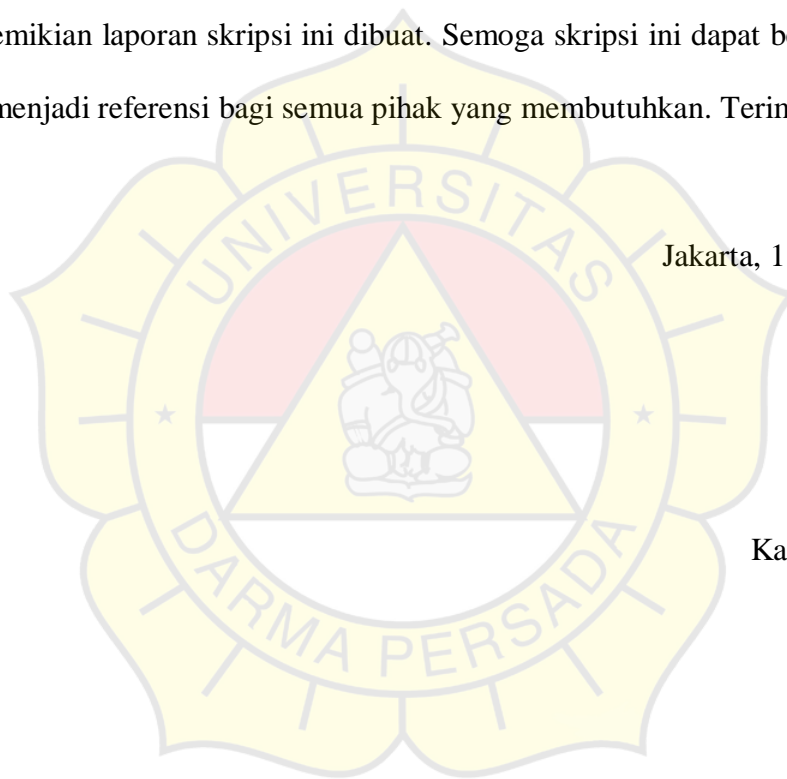 emikian laporan skripsi ini dibuat. Semoga skripsi ini dapat be
menjadi referensi bagi semua pihak yang membutuhkan. Terin
UNIVERSITAS
Jakarta, 1
Ka
DARMA PERSADA